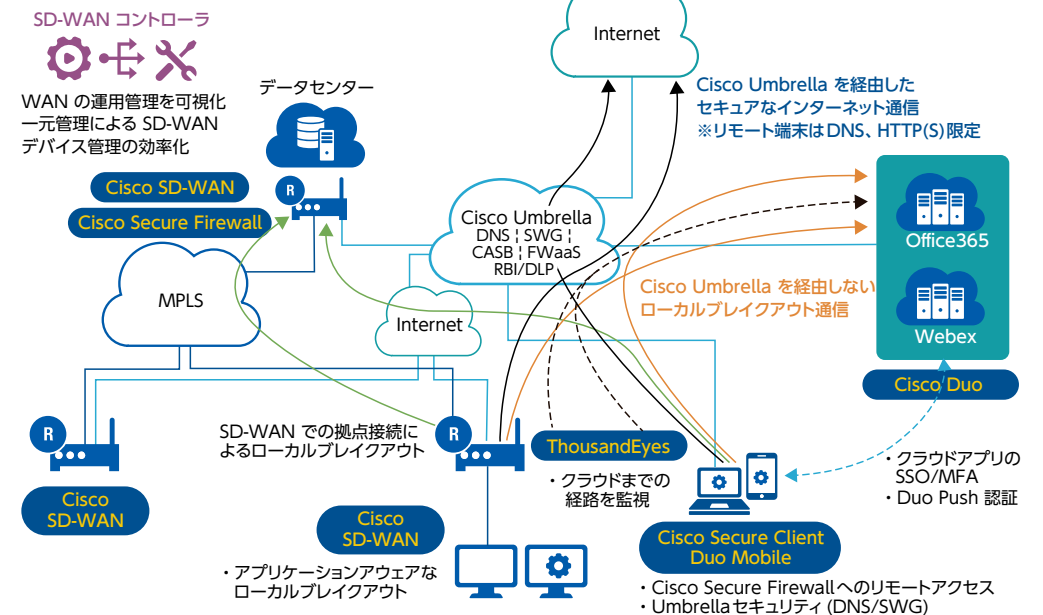 SD-WAN コントローラ
WAN の運用管理を可視化
一元管理による SD-WAN
デバイス管理の効率化
データセンター
R
Cisco SD-WAN
Cisco Secure Firewall
MPLS
Internet
Cisco Umbrella を経由した
セキュアなインターネット通信
※リモート端末はDNS、HTTP(S)限定
Cisco Umbrella
DNS ¦ SWG ¦
CASB ¦ FWaaS
RBI/DLP
Internet
Office365
Webex
Cisco Umbrella を経由しない
ローカルブレイクアウト通信
Cisco Duo
・クラウドアプリの
SSO/MFA
・Duo Push 認証
R
Cisco
SD-WAN
SD-WAN での拠点接続に
よるローカルブレイクアウト
R
ThousandEyes
・クラウドまでの
経路を監視
Cisco
SD-WAN
・アプリケーションアウェアな
ローカルブレイクアウト
Cisco Secure Client
Duo Mobile
・Cisco Secure Firewallへのリモートアクセス
・Umbrellaセキュリティ(DNS/SWG)